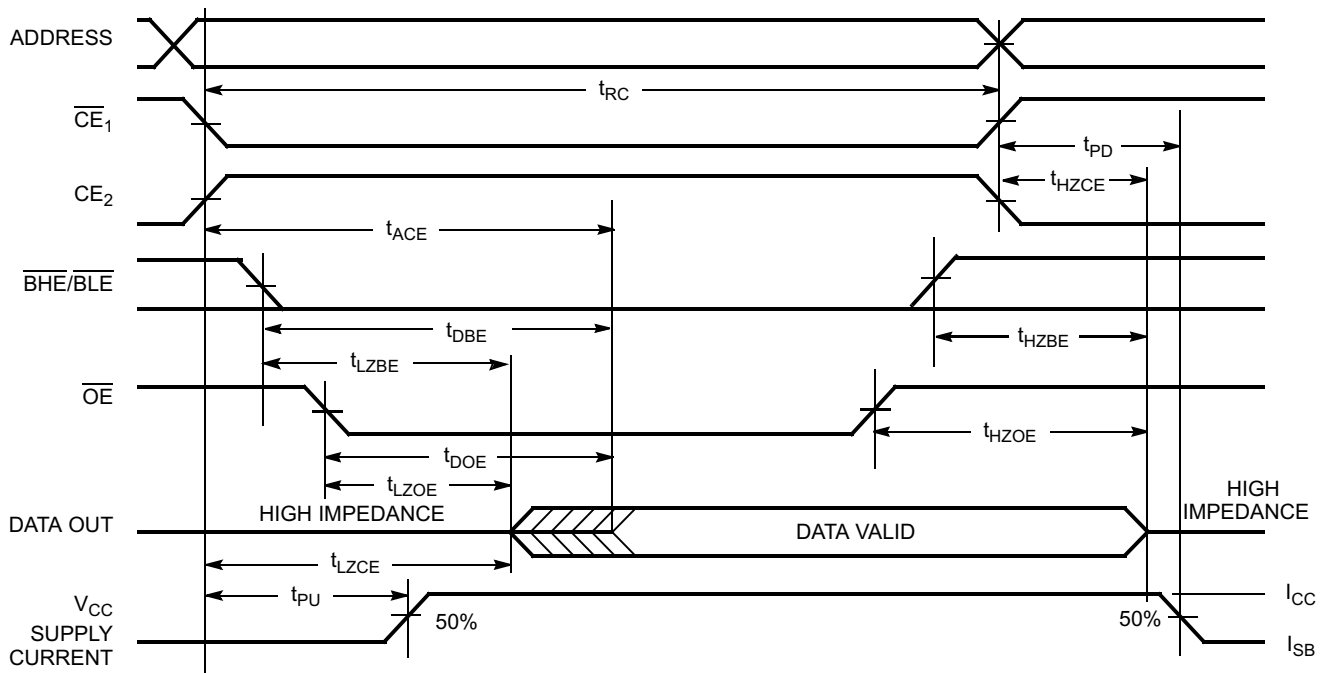 ADDRESS
tRC
CE1
tPD
tHZCE
CE2
tACE
BHE/BLE
tDBE
tHZBE
tLZBE
OE
tHZOE
tDOE
tLZOE
HIGH IMPEDANCE
HIGH
IMPEDANCE
DATA OUT
DATA VALID
tLZCE
tPU
VCC
SUPPLY
CURRENT
50%
50%
ICC
ISB